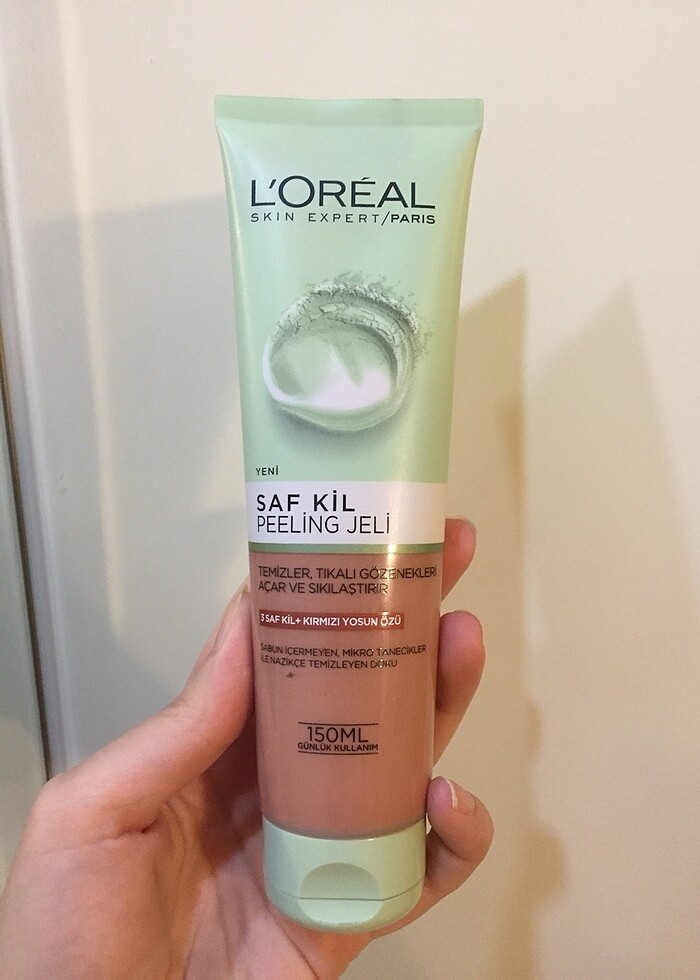 L'ORÉAL
SKIN EXPERT/PARIS
YENİ
SAF KİL
PEELİNG JELİ
TEMİZLER, TIKALI GÖZENEKLERİ
AÇAR VE SIKILAŞTIRIR
3 SAF KİL+ KIRMIZI YOSUN ÖZÜ
SABUN İÇERMEYEN, MİKRO TANECİKLER
İLE NAZİKÇE TEMİZLEYEN DOKU
150ML
GÜNLÜK KULLANIM